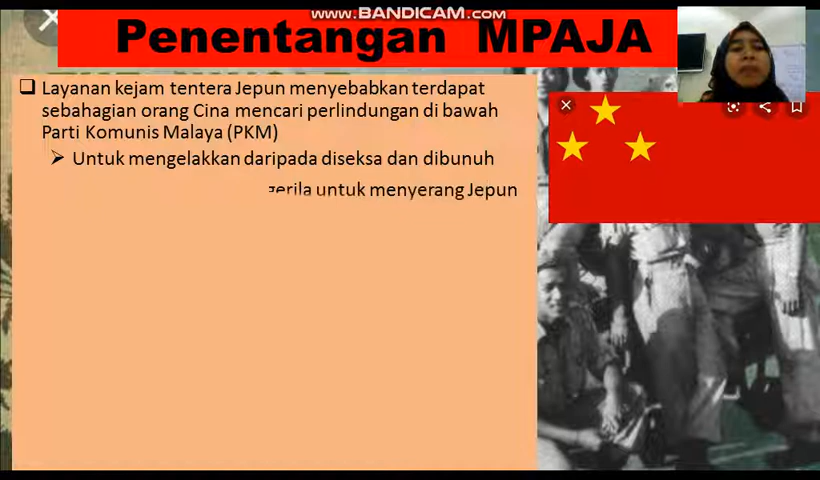 www.BANDICAM.com
Penentangan MPAJA
Layanan kejam tentera Jepun menyebabkan terdapat
sebahagian orang Cina mencari perlindungan di bawah
Parti Komunis Malaya (PKM)
Untuk mengelakkan daripada diseksa dan dibunuh
untuk menyerang Jepun